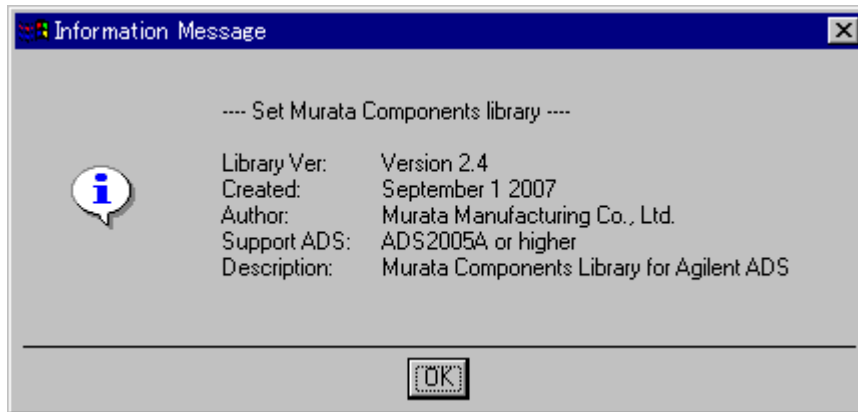 Information Message
---- Set Murata Components library ----
Library Ver: Version 2.4
Created: September 1 2007
Author: Murata Manufacturing Co., Ltd.
Support ADS: ADS2005A or higher
Description: Murata Components Library for Agilent ADS
OK